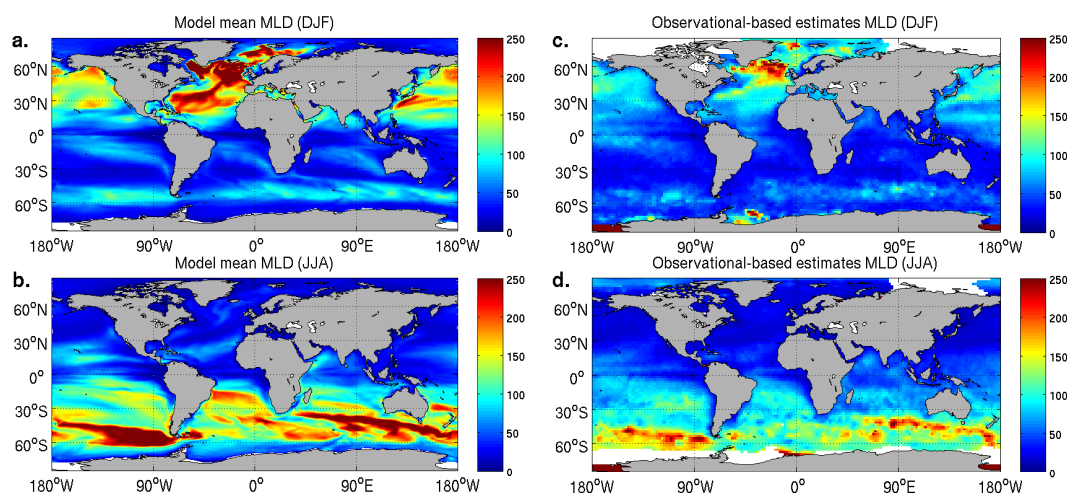 Model mean MLD (DJF)
a.
60°N
30°N
0°
30°S
60°S
180°W 90°W 0° 90°E 180°W
250
200
150
100
50
0
Observational-based estimates MLD (DJF)
c.
60°N
30°N
0°
30°S
60°S
180°W 90°W 0° 90°E 180°W
250
200
150
100
50
0
Model mean MLD (JJA)
b.
60°N
30°N
0°
30°S
60°S
180°W 90°W 0° 90°E 180°W
250
200
150
100
50
0
Observational-based estimates MLD (JJA)
d.
60°N
30°N
0°
30°S
60°S
180°W 90°W 0° 90°E 180°W
250
200
150
100
50
0